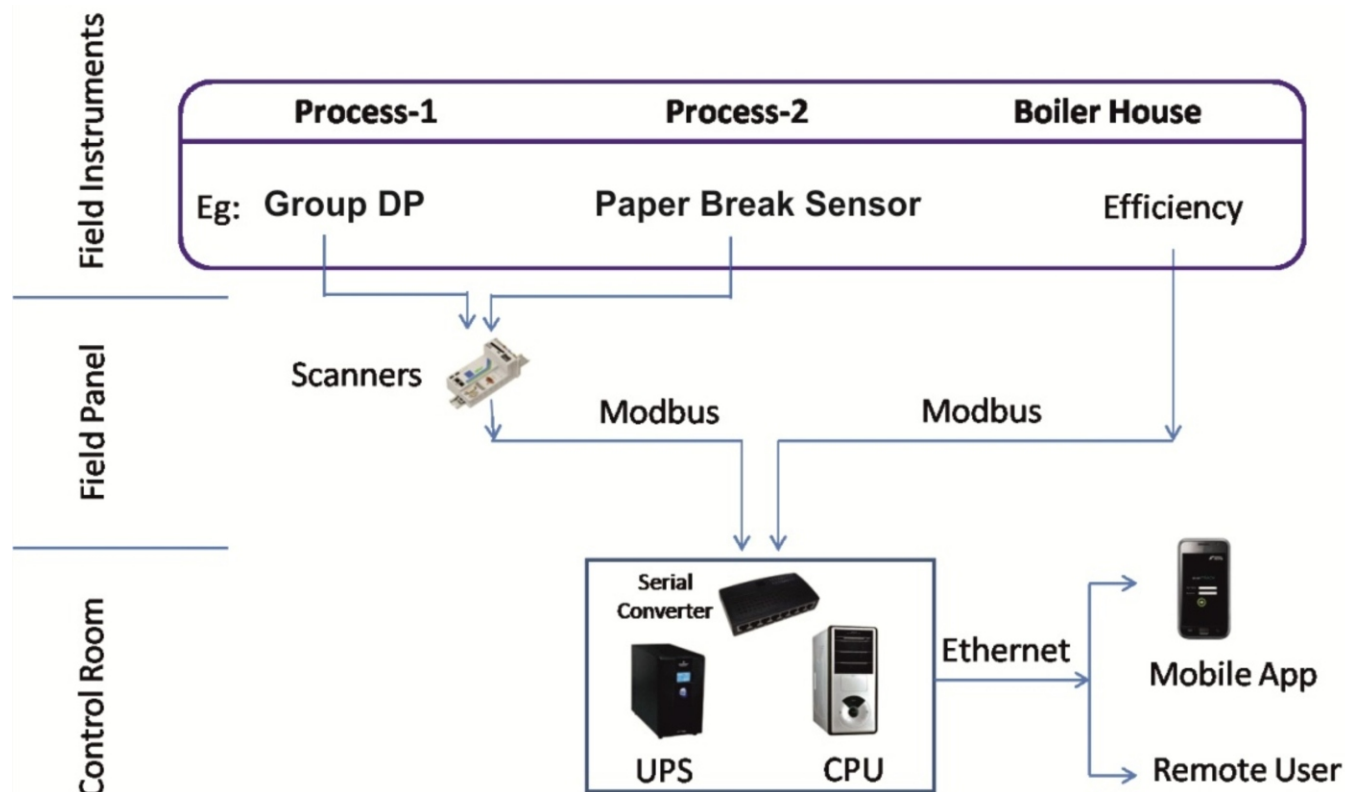 Field Instruments
Process-1 Process-2 Boiler House
Eg: Group DP Paper Break Sensor Efficiency
Field Panel
Scanners
Modbus Modbus
Control Room
Serial
Converter
Ethernet
Mobile App
UPS CPU
Remote User